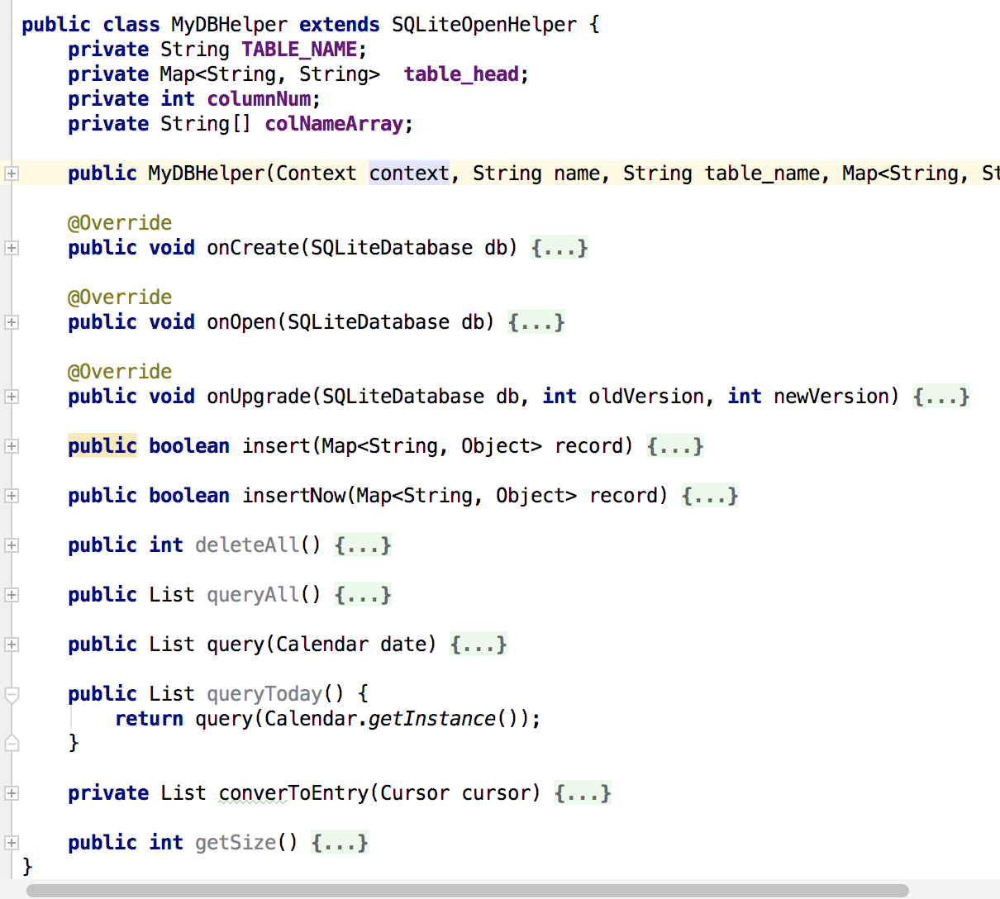 public class MyDBHelper extends SQLiteOpenHelper {
    private String TABLE_NAME;
    private Map<String, String>  table_head;
    private int columnNum;
    private String[] colNameArray;
    public MyDBHelper(Context context, String name, String table_name, Map<String, St
    @Override
    public void onCreate(SQLiteDatabase db) {...}
    @Override
    public void onOpen(SQLiteDatabase db) {...}
    @Override
    public void onUpgrade(SQLiteDatabase db, int oldVersion, int newVersion) {...}
    public boolean insert(Map<String, Object> record) {...}
    public boolean insertNow(Map<String, Object> record) {...}
    public int deleteAll() {...}
    public List queryAll() {...}
    public List query(Calendar date) {...}
    public List queryToday() {
        return query(Calendar.getInstance());
    }
    private List converToEntry(Cursor cursor) {...}
    public int getSize() {...}
}